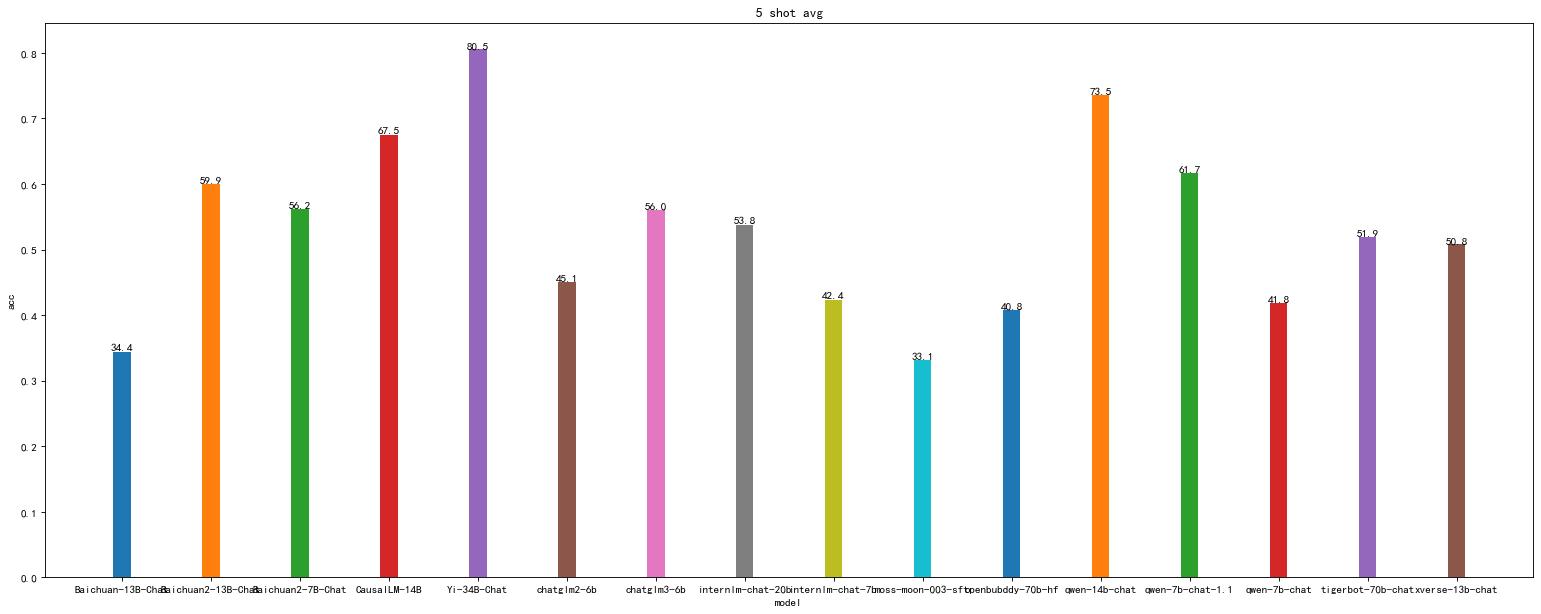 5 shot avg
80.5
73.5
67.5
61.7
59.9
56.2
56.0
53.8
51.9
50.8
45.1
42.4
41.8
40.8
34.4
33.1
0.8
0.7
0.6
0.5
0.4
0.3
0.2
0.1
0.0
acc
Baichuan-13B-Chat
Baichuan2-13B-Chat
Baichuan2-7B-Chat
CausalLM-14B
Yi-34B-Chat
chatglm2-6b
chatglm3-6b
internlm-chat-20b
internlm-chat-7b
moss-moon-003-sft
openbubddy-70b-hf
qwen-14b-chat
qwen-7b-chat-1.1
qwen-7b-chat
tigerbot-70b-chat
xverse-13b-chat
model